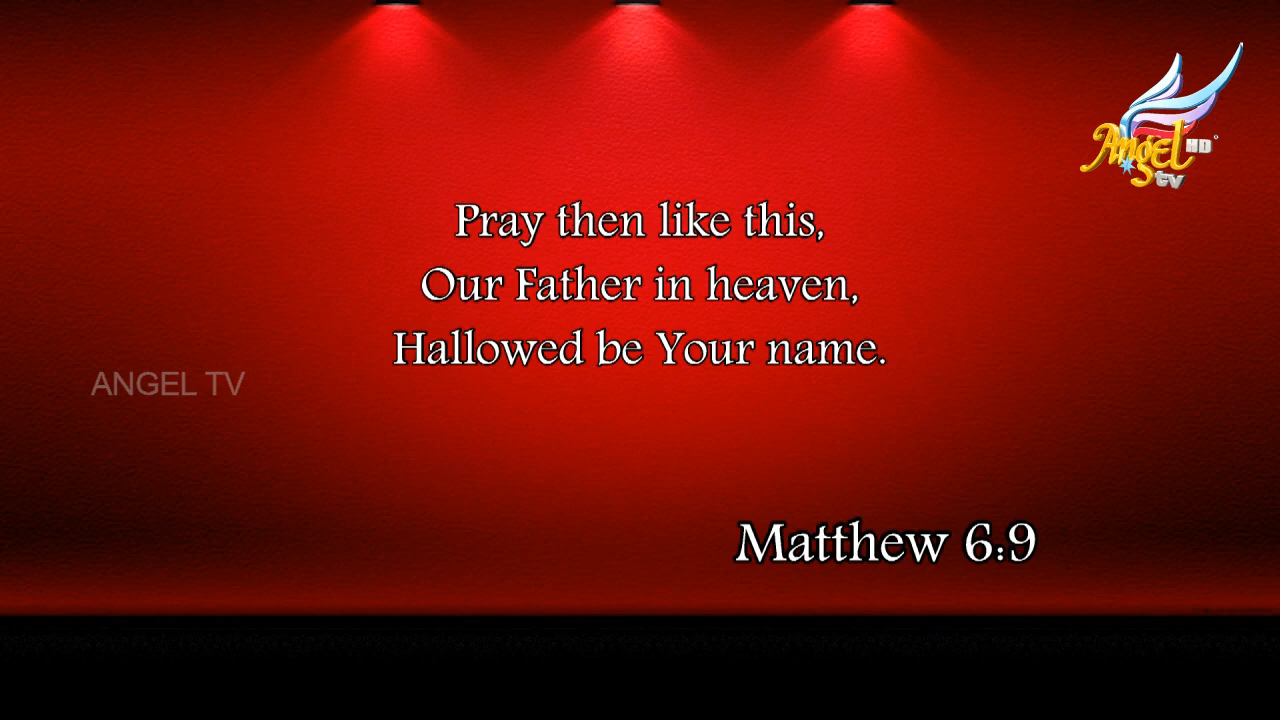 Angel HD
tv
Pray then like this,
Our Father in heaven,
Hallowed be Your name.
ANGEL TV
Matthew 6:9